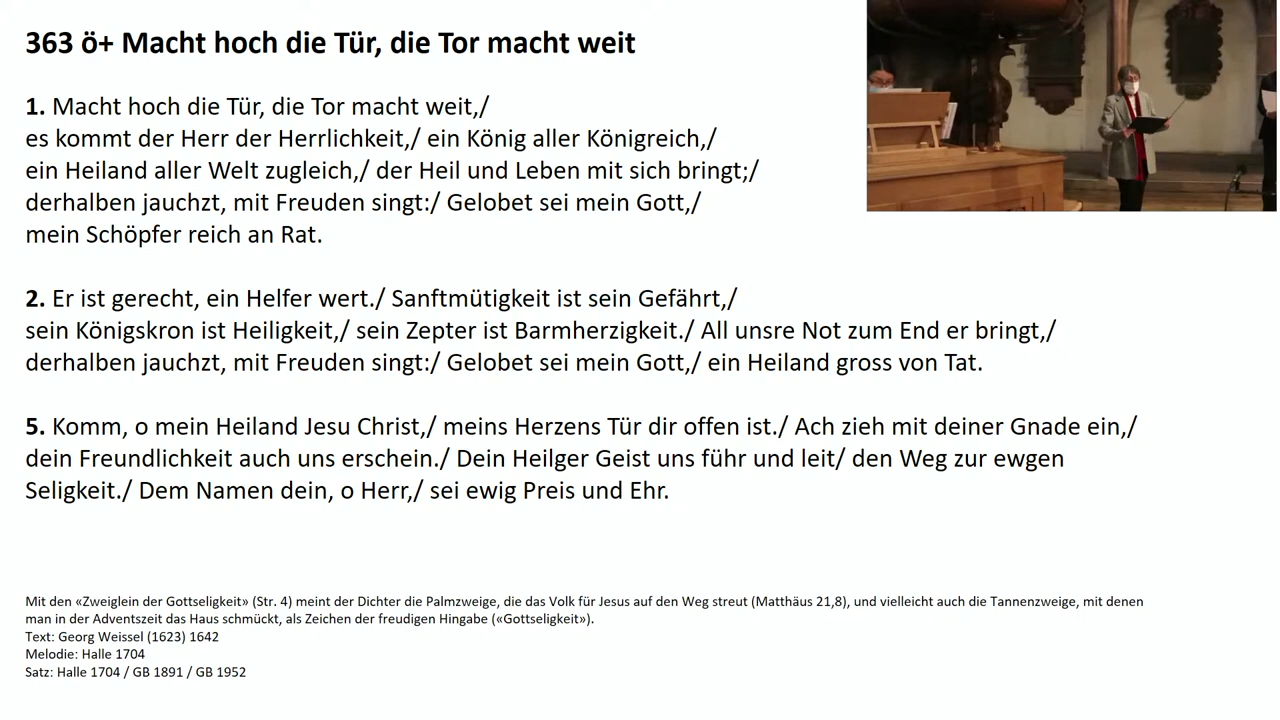 363 ö+ Macht hoch die Tür, die Tor macht weit
1. Macht hoch die Tür, die Tor macht weit,/
es kommt der Herr der Herrlichkeit,/ ein König aller Königreich,/
ein Heiland aller Welt zugleich,/ der Heil und Leben mit sich bringt;/
derhalben jauchzt, mit Freuden singt:/ Gelobet sei mein Gott,/
mein Schöpfer reich an Rat.
2. Er ist gerecht, ein Helfer wert./ Sanftmütigkeit ist sein Gefährt,/
sein Königskron ist Heiligkeit,/ sein Zepter ist Barmherzigkeit./ All unsre Not zum End er bringt,/
derhalben jauchzt, mit Freuden singt:/ Gelobet sei mein Gott,/ ein Heiland gross von Tat.
5. Komm, o mein Heiland Jesu Christ,/ meins Herzens Tür dir offen ist./ Ach zieh mit deiner Gnade ein,/
dein Freundlichkeit auch uns erschein./ Dein Heilger Geist uns führ und leit/ den Weg zur ewgen
Seligkeit./ Dem Namen dein, o Herr,/ sei ewig Preis und Ehr.
Mit den «Zweiglein der Gottseligkeit» (Str. 4) meint der Dichter die Palmzweige, die das Volk für Jesus auf den Weg streut (Matthäus 21,8), und vielleicht auch die Tannenzweige, mit denen
man in der Adventszeit das Haus schmückt, als Zeichen der freudigen Hingabe («Gottseligkeit»).
Text: Georg Weissel (1623) 1642
Melodie: Halle 1704
Satz: Halle 1704 / GB 1891 / GB 1952